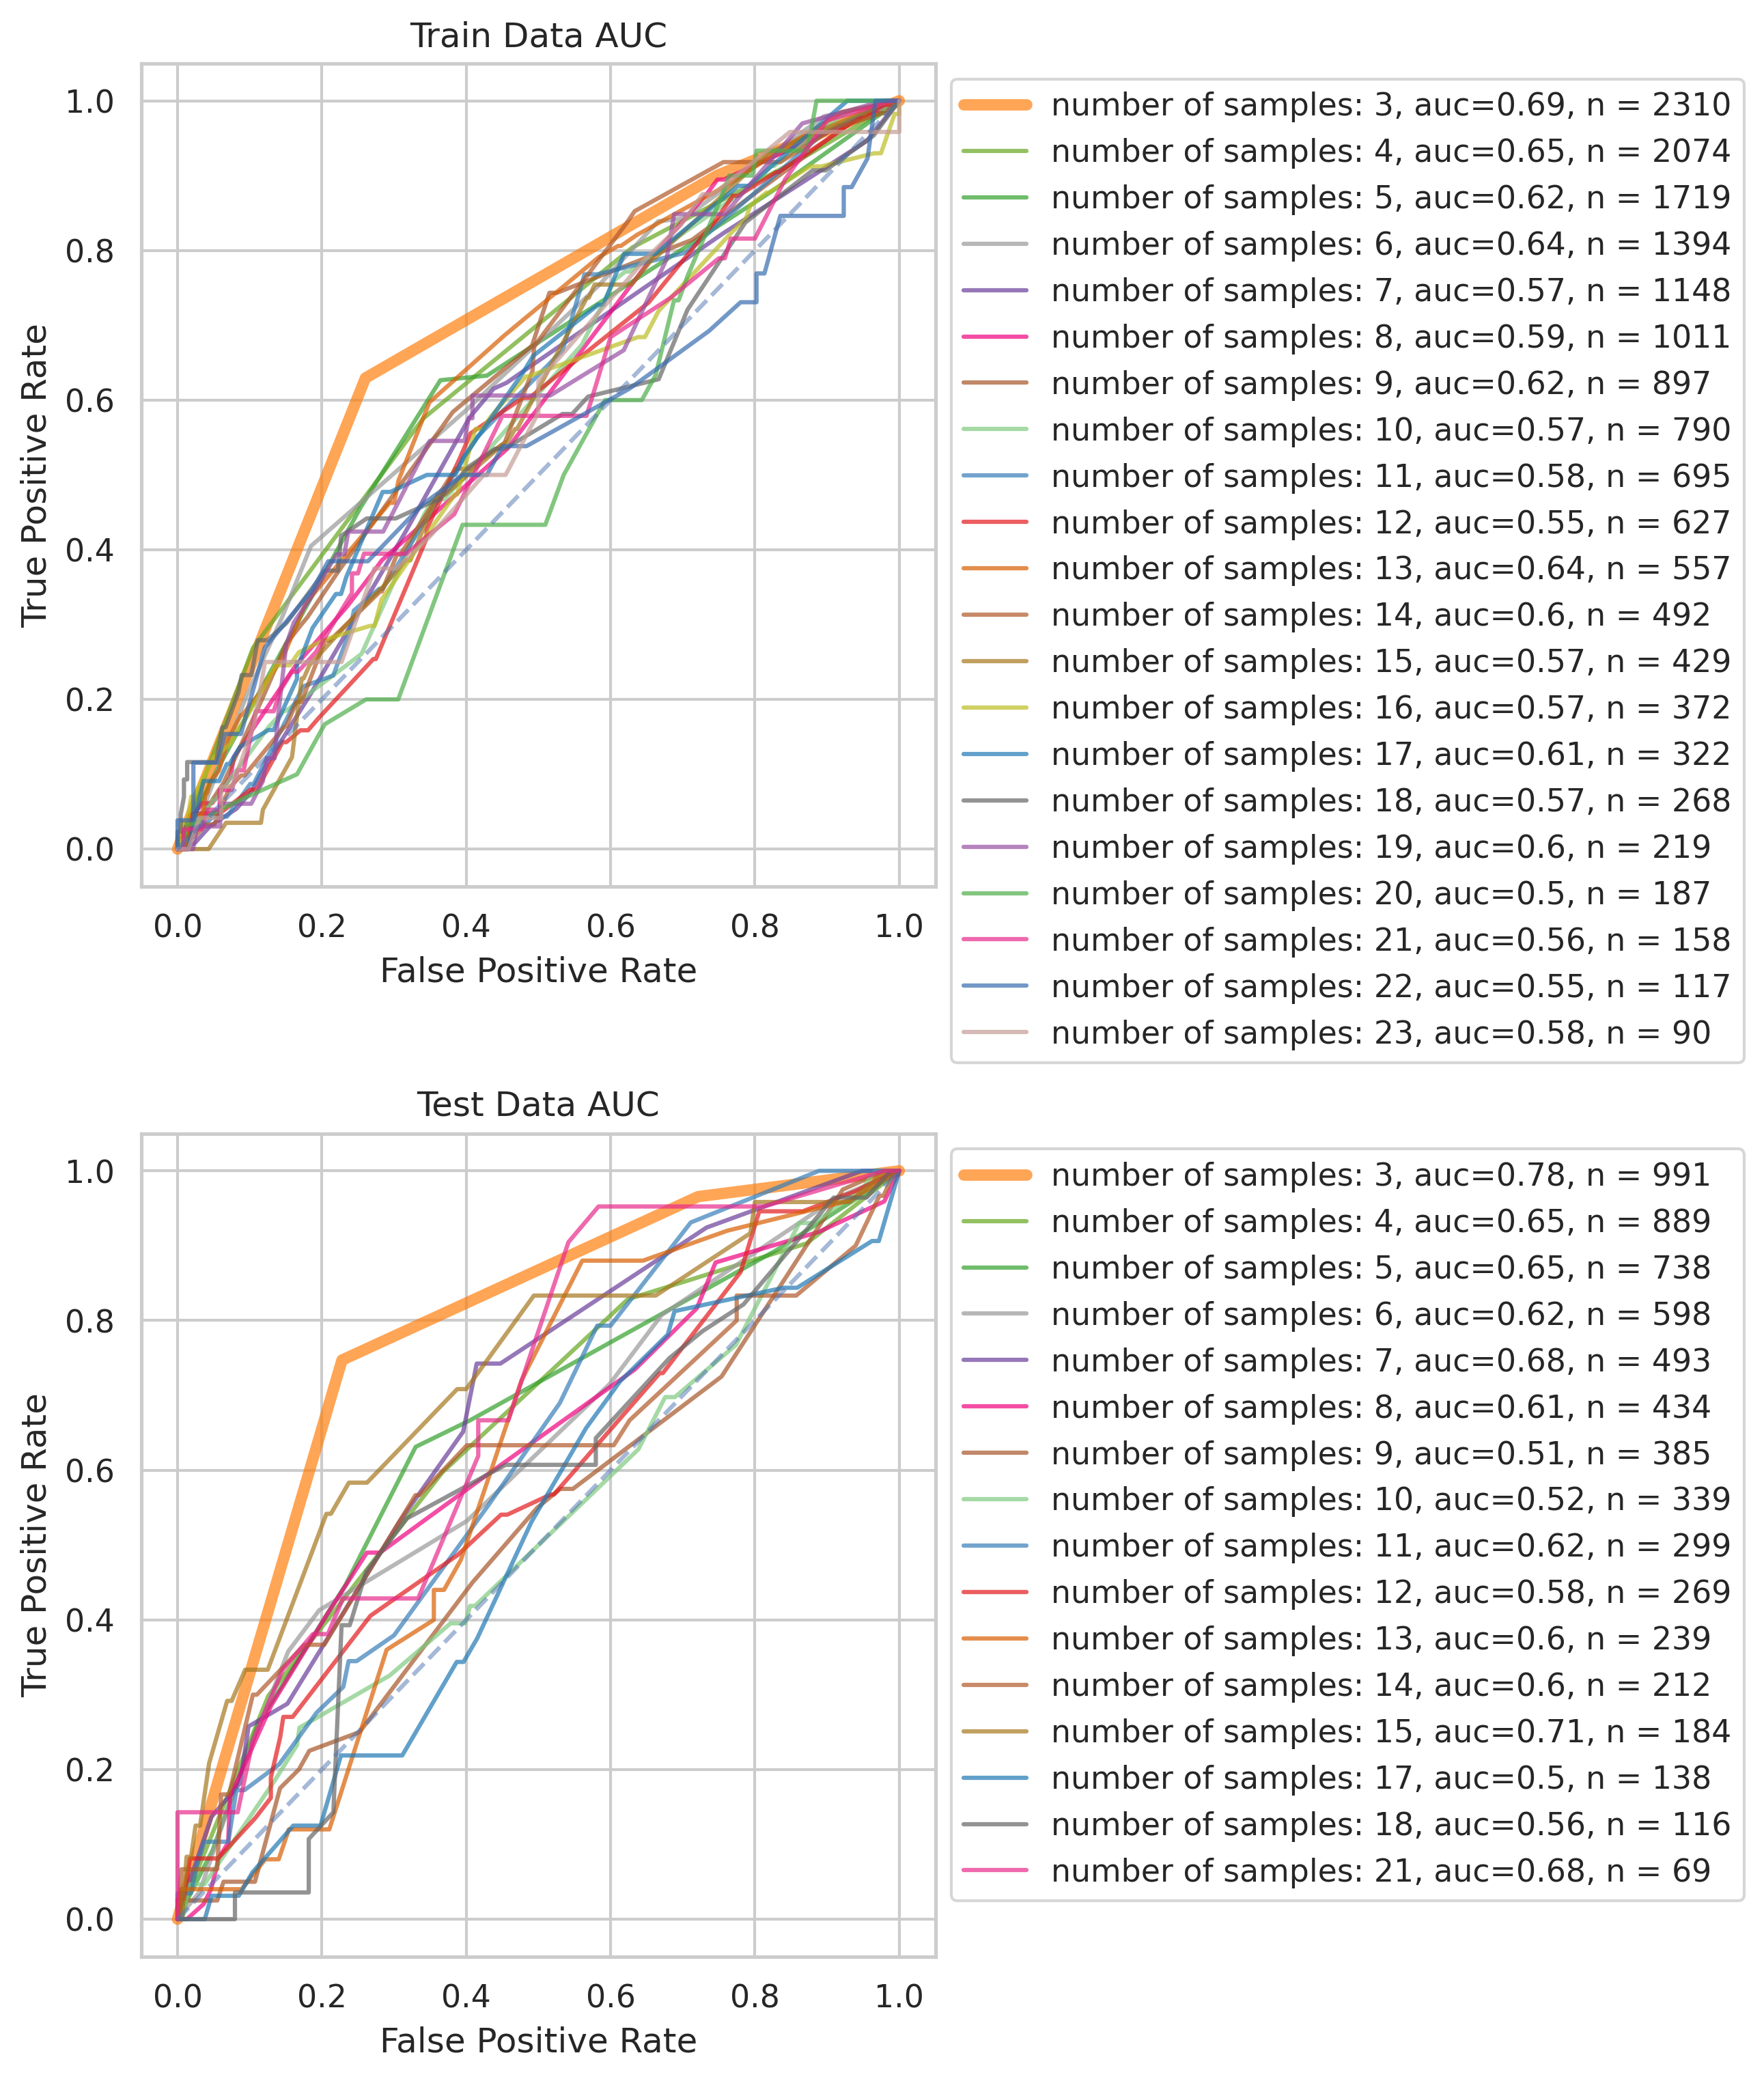 Train Data AUC
1.0
0.8
0.6
0.4
0.2
0.0
True Positive Rate
0.0 0.2 0.4 0.6 0.8 1.0
False Positive Rate
number of samples: 3, auc=0.69, n = 2310
number of samples: 4, auc=0.65, n = 2074
number of samples: 5, auc=0.62, n = 1719
number of samples: 6, auc=0.64, n = 1394
number of samples: 7, auc=0.57, n = 1148
number of samples: 8, auc=0.59, n = 1011
number of samples: 9, auc=0.62, n = 897
number of samples: 10, auc=0.57, n = 790
number of samples: 11, auc=0.58, n = 695
number of samples: 12, auc=0.55, n = 627
number of samples: 13, auc=0.64, n = 557
number of samples: 14, auc=0.6, n = 492
number of samples: 15, auc=0.57, n = 429
number of samples: 16, auc=0.57, n = 372
number of samples: 17, auc=0.61, n = 322
number of samples: 18, auc=0.57, n = 268
number of samples: 19, auc=0.6, n = 219
number of samples: 20, auc=0.5, n = 187
number of samples: 21, auc=0.56, n = 158
number of samples: 22, auc=0.55, n = 117
number of samples: 23, auc=0.58, n = 90
Test Data AUC
1.0
0.8
0.6
0.4
0.2
0.0
True Positive Rate
0.0 0.2 0.4 0.6 0.8 1.0
False Positive Rate
number of samples: 3, auc=0.78, n = 991
number of samples: 4, auc=0.65, n = 889
number of samples: 5, auc=0.65, n = 738
number of samples: 6, auc=0.62, n = 598
number of samples: 7, auc=0.68, n = 493
number of samples: 8, auc=0.61, n = 434
number of samples: 9, auc=0.51, n = 385
number of samples: 10, auc=0.52, n = 339
number of samples: 11, auc=0.62, n = 299
number of samples: 12, auc=0.58, n = 269
number of samples: 13, auc=0.6, n = 239
number of samples: 14, auc=0.6, n = 212
number of samples: 15, auc=0.71, n = 184
number of samples: 17, auc=0.5, n = 138
number of samples: 18, auc=0.56, n = 116
number of samples: 21, auc=0.68, n = 69